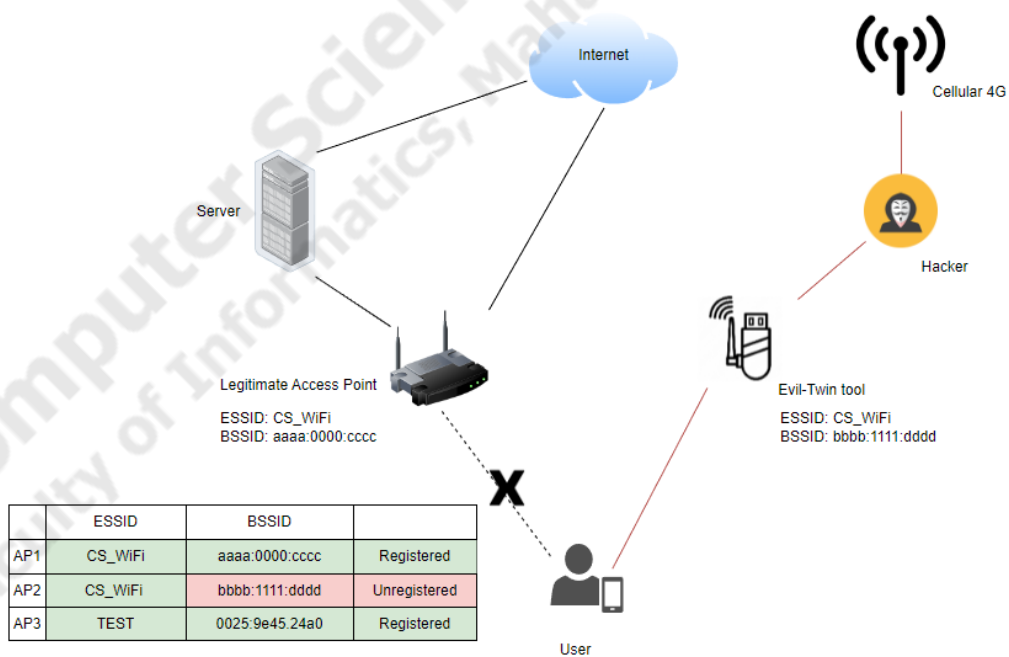 Internet
Cellular 4G
Server
Hacker
Legitimate Access Point
ESSID: CS_WiFi
BSSID: aaaa:0000:cccc
Evil-Twin tool
ESSID: CS_WiFi
BSSID: bbbb:1111:dddd
X
ESSID BSSID
AP1 CS_WiFi aaaa:0000:cccc Registered
AP2 CS_WiFi bbbb:1111:dddd Unregistered
AP3 TEST 0025:9e45.24a0 Registered
User